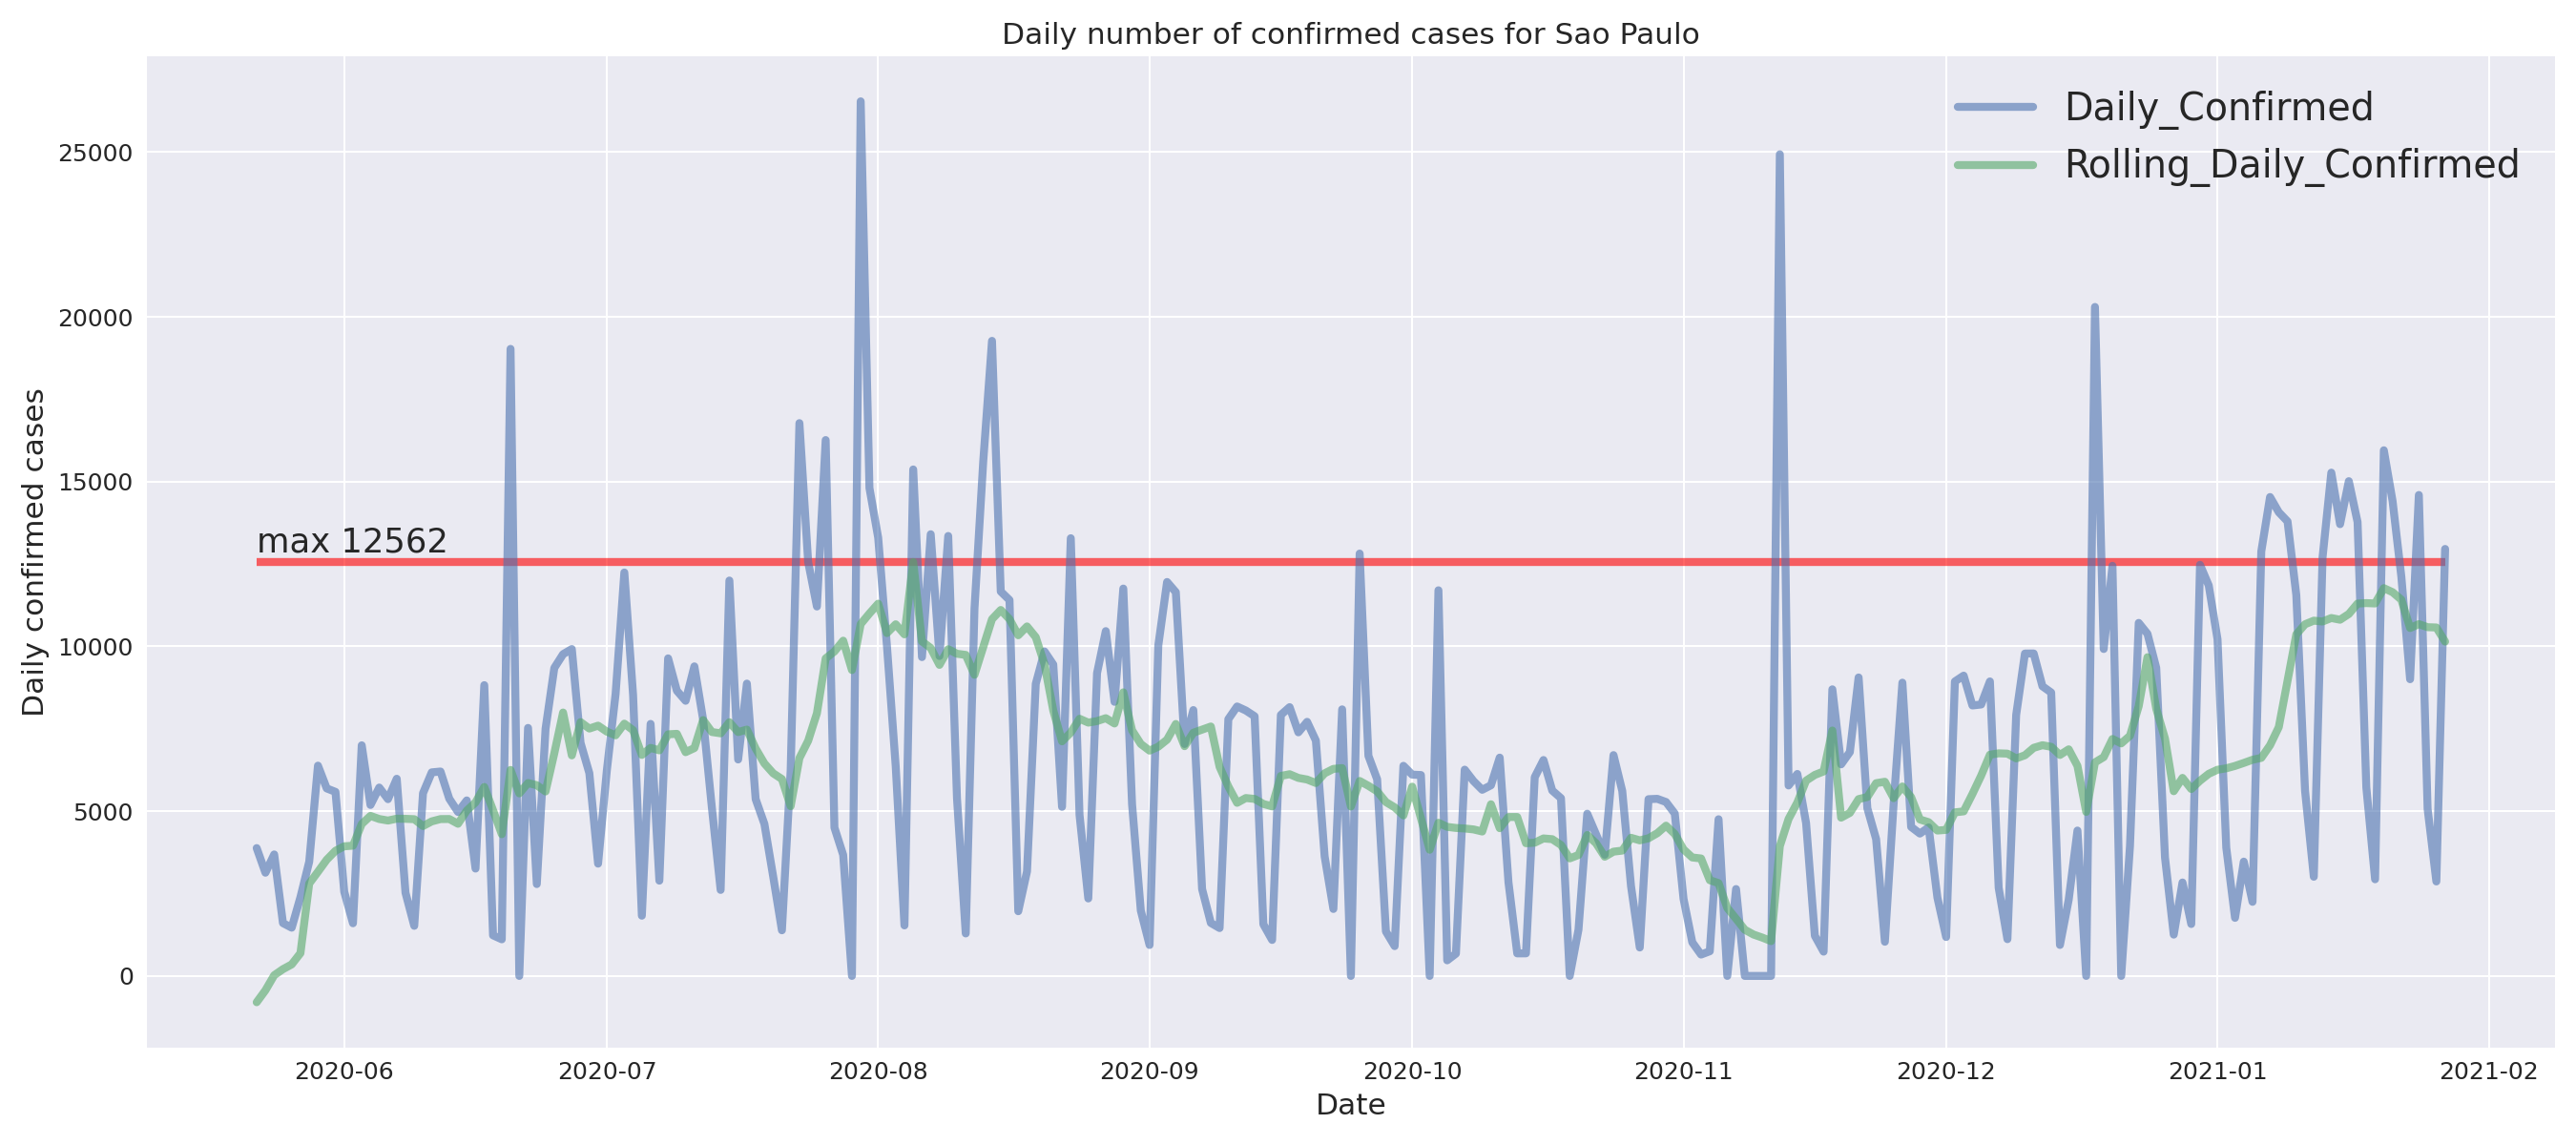 Daily number of confirmed cases for Sao Paulo
Daily_Confirmed
Rolling_Daily_Confirmed
25000
20000
15000
10000
5000
0
Daily confirmed cases
max 12562
2020-06
2020-07
2020-08
2020-09
2020-10
2020-11
2020-12
2021-01
2021-02
Date